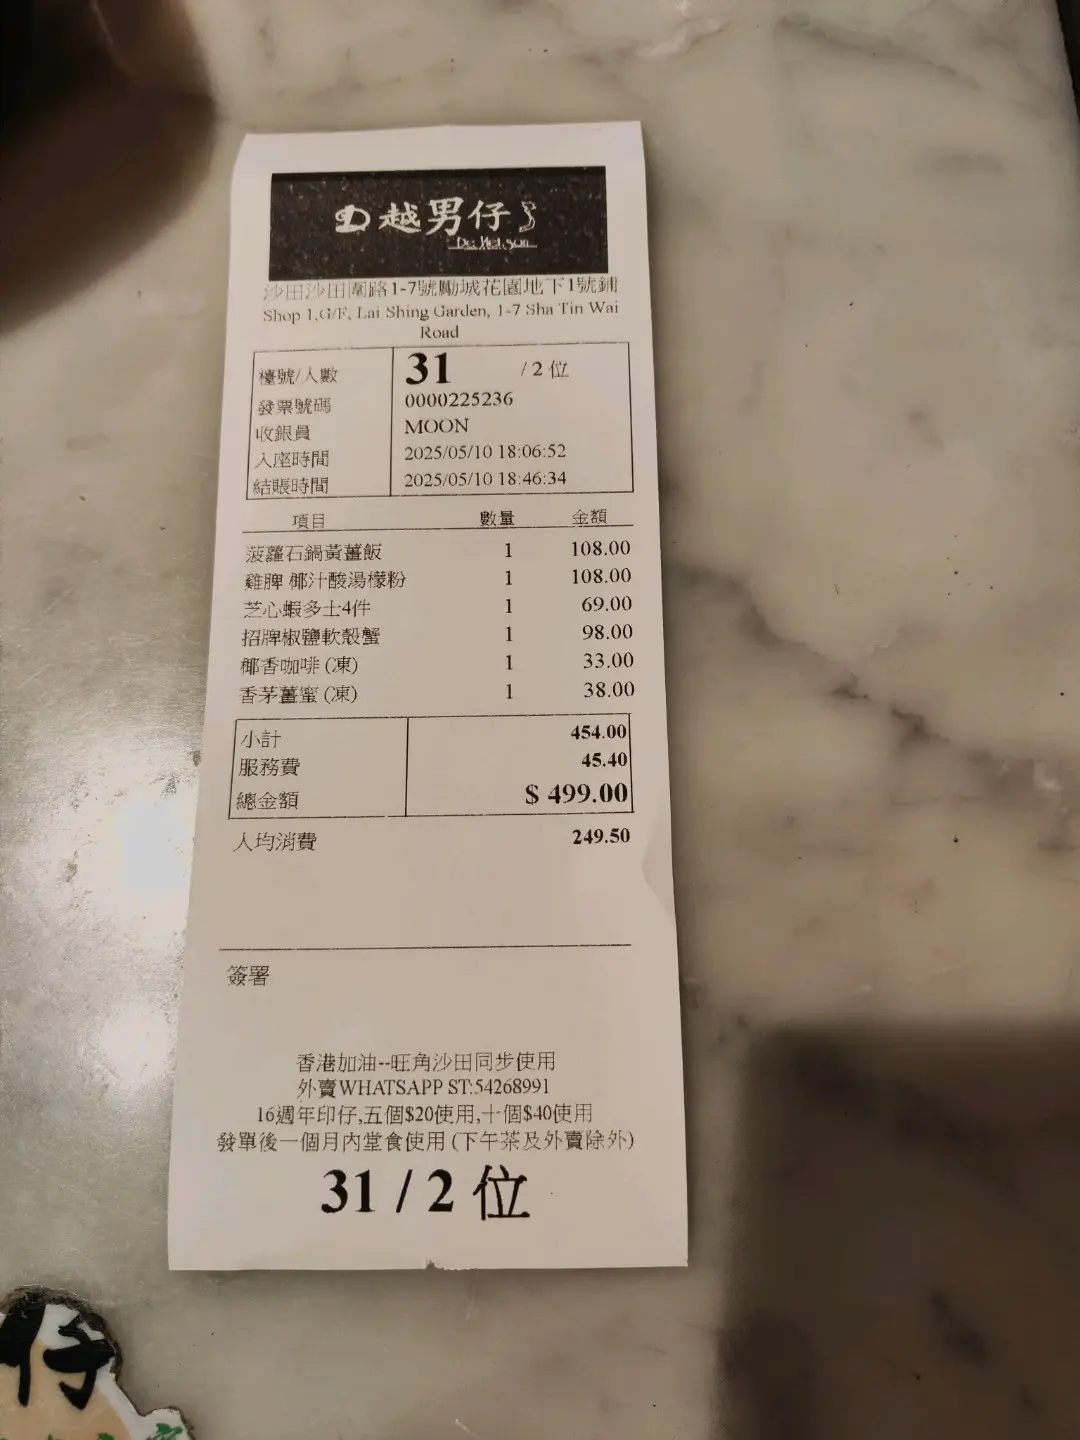 越男仔
De Mei.son
沙田沙田圍路1-7號勵城花園地下1號鋪
Shop 1,G/F, Lai Shing Garden, 1-7 Sha Tin Wai
Road
檯號/人數 31 / 2 位
發票號碼 0000225236
收銀員 MOON
入座時間 2025/05/10 18:06:52
結賬時間 2025/05/10 18:46:34
項目 數量 金額
菠蘿石鍋黃薑飯 1 108.00
雞脾 椰汁酸湯檬粉 1 108.00
芝心蝦多士4件 1 69.00
招牌椒鹽軟殼蟹 1 98.00
椰香咖啡 (凍) 1 33.00
香茅薑蜜 (凍) 1 38.00
小計 454.00
服務費 45.40
總金額 $ 499.00
人均消費 249.50
簽署
香港加油--旺角沙田同步使用
外賣WHATSAPP ST:54268991
16週年印仔,五個$20使用,十個$40使用
發單後一個月內堂食使用 (下午茶及外賣除外)
31 / 2 位
仔